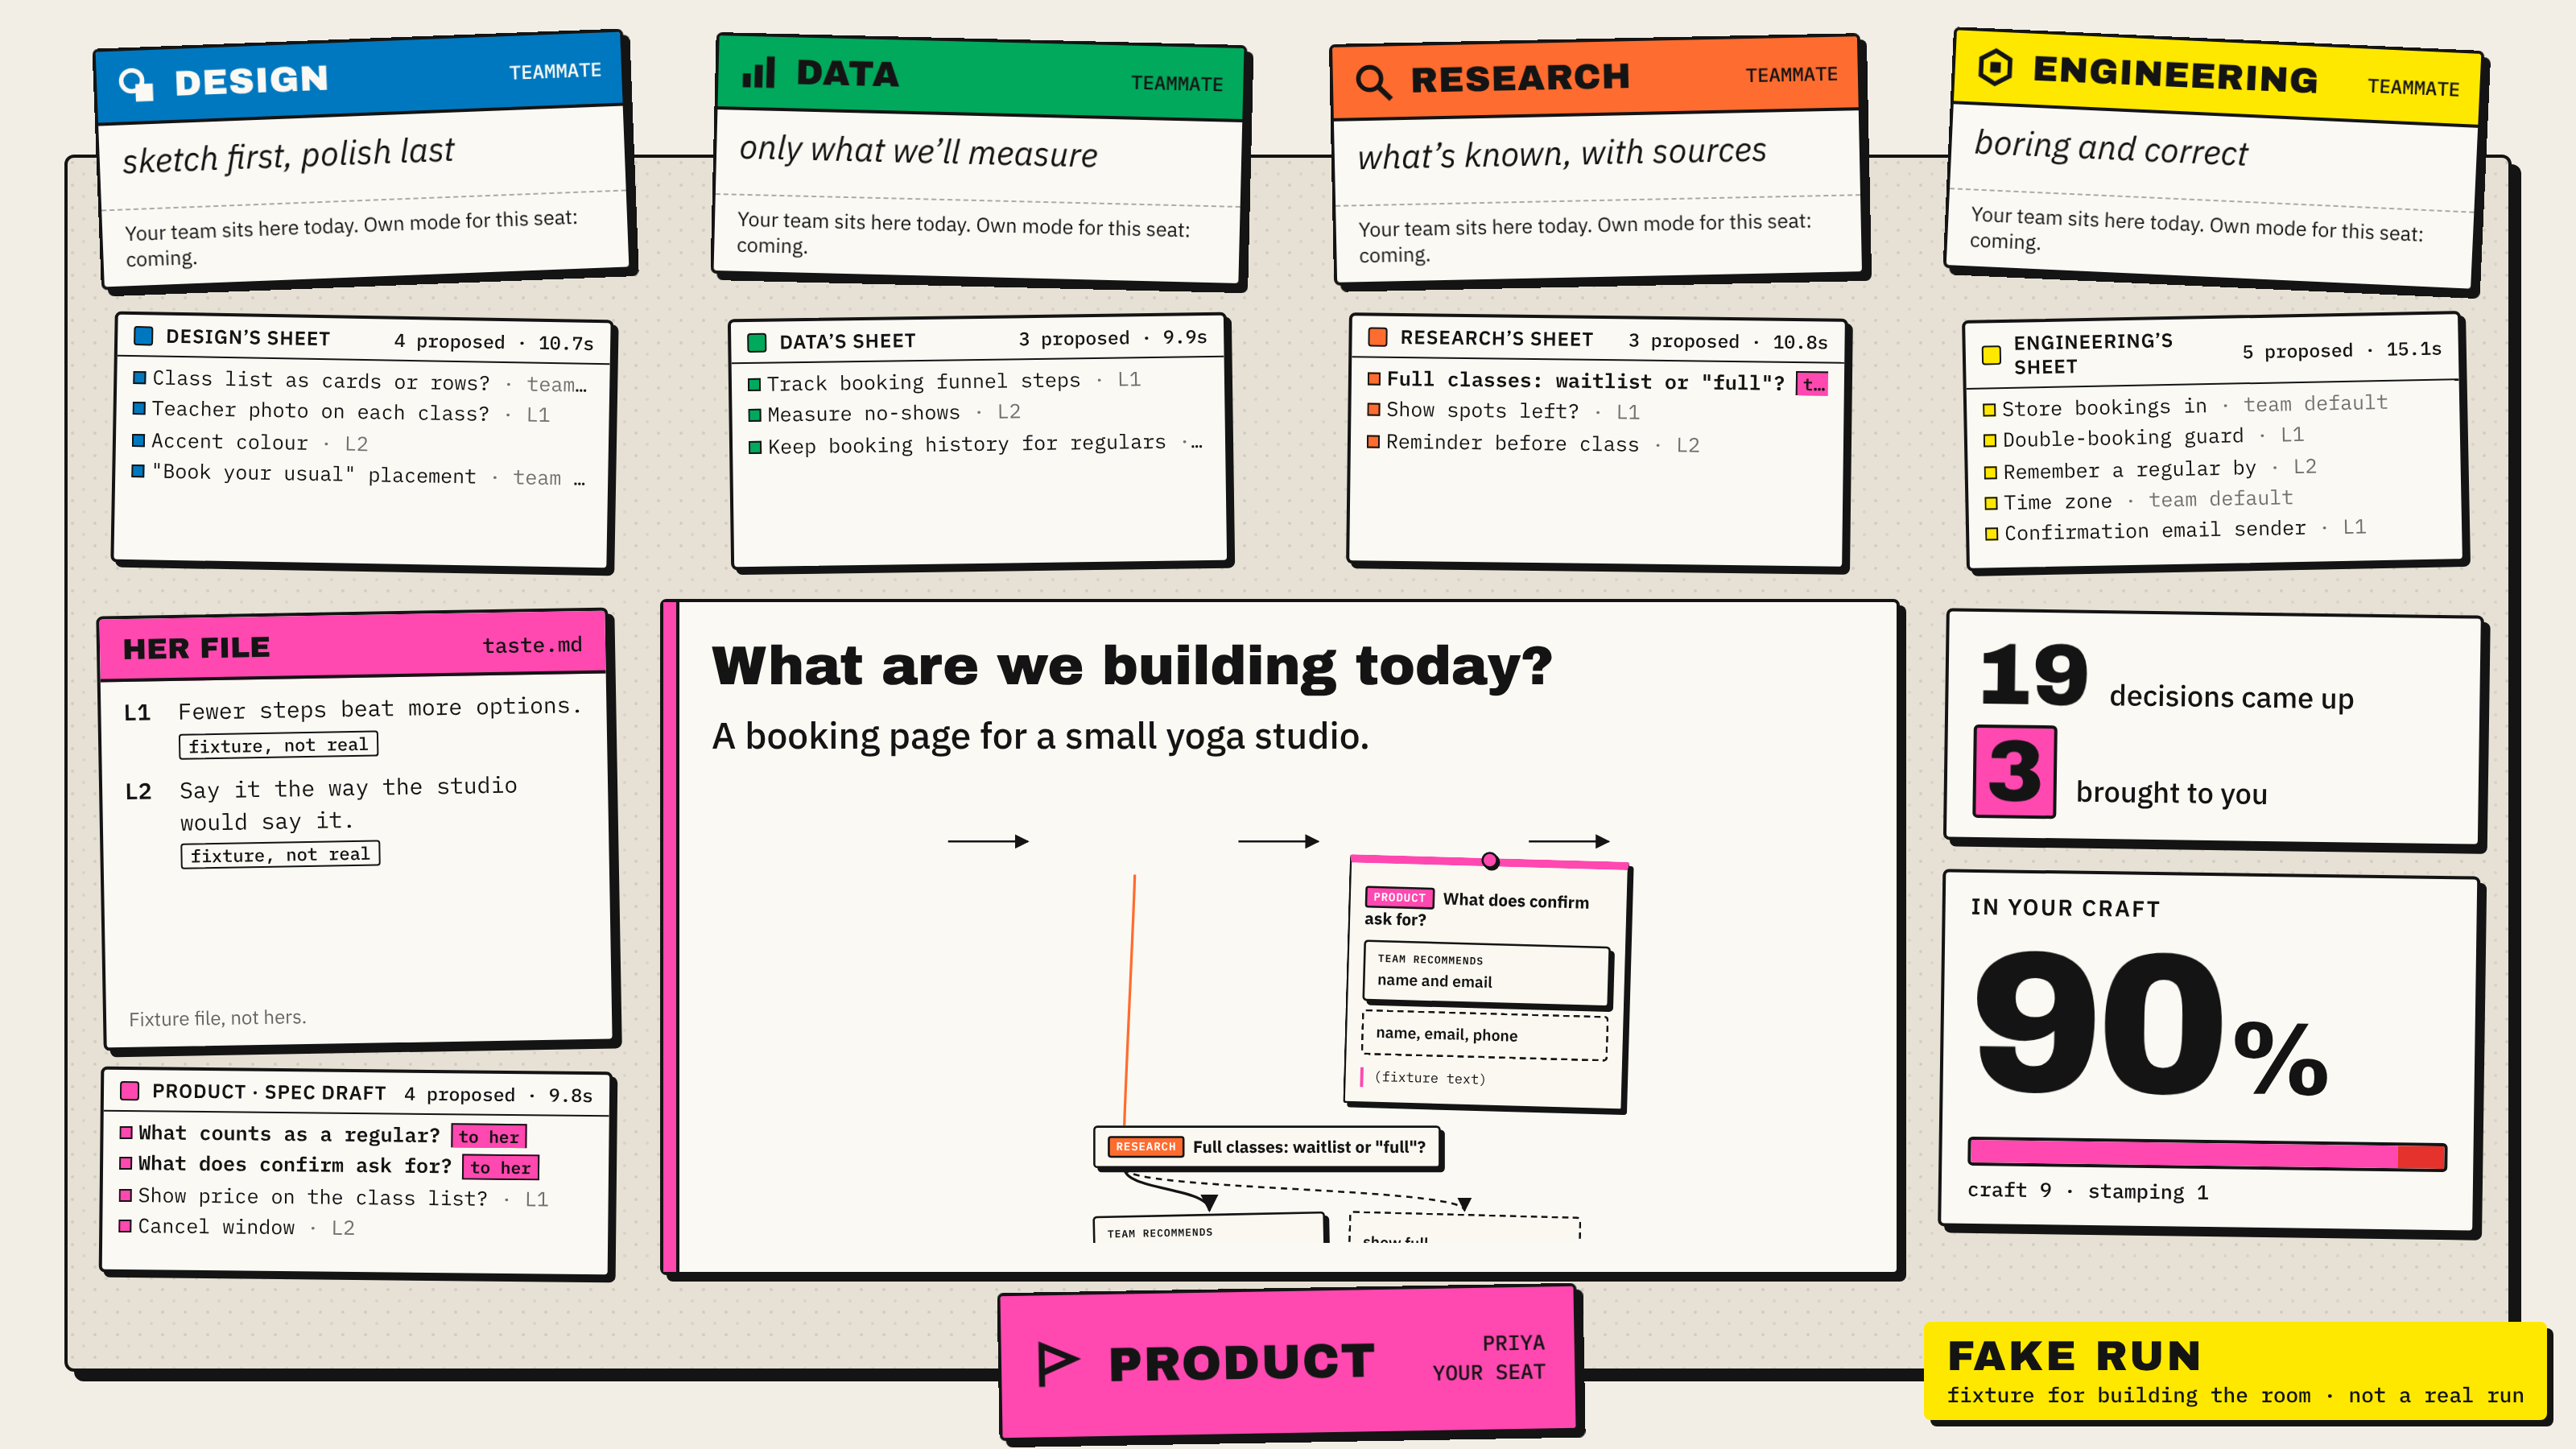 DESIGN
TEAMMATE
sketch first, polish last
Your team sits here today. Own mode for this seat:
coming.
DATA
TEAMMATE
only what we’ll measure
Your team sits here today. Own mode for this seat:
coming.
RESEARCH
TEAMMATE
what’s known, with sources
Your team sits here today. Own mode for this seat:
coming.
ENGINEERING
TEAMMATE
boring and correct
Your team sits here today. Own mode for this seat:
coming.
DESIGN’S SHEET
4 proposed · 10.7s
Class list as cards or rows? · team…
Teacher photo on each class? · L1
Accent colour · L2
"Book your usual" placement · team …
DATA’S SHEET
3 proposed · 9.9s
Track booking funnel steps · L1
Measure no-shows · L2
Keep booking history for regulars ·…
RESEARCH’S SHEET
3 proposed · 10.8s
Full classes: waitlist or "full"? t…
Show spots left? · L1
Reminder before class · L2
ENGINEERING’S
SHEET
5 proposed · 15.1s
Store bookings in · team default
Double-booking guard · L1
Remember a regular by · L2
Time zone · team default
Confirmation email sender · L1
HER FILE
taste.md
L1 Fewer steps beat more options.
fixture, not real
L2 Say it the way the studio
would say it.
fixture, not real
Fixture file, not hers.
PRODUCT · SPEC DRAFT
4 proposed · 9.8s
What counts as a regular? to her
What does confirm ask for? to her
Show price on the class list? · L1
Cancel window · L2
What are we building today?
A booking page for a small yoga studio.
PRODUCT What does confirm
ask for?
TEAM RECOMMENDS
name and email
name, email, phone
(fixture text)
RESEARCH Full classes: waitlist or "full"?
TEAM RECOMMENDS
show full
19 decisions came up
3 brought to you
IN YOUR CRAFT
90%
craft 9 · stamping 1
PRODUCT
PRIYA
YOUR SEAT
FAKE RUN
fixture for building the room · not a real run